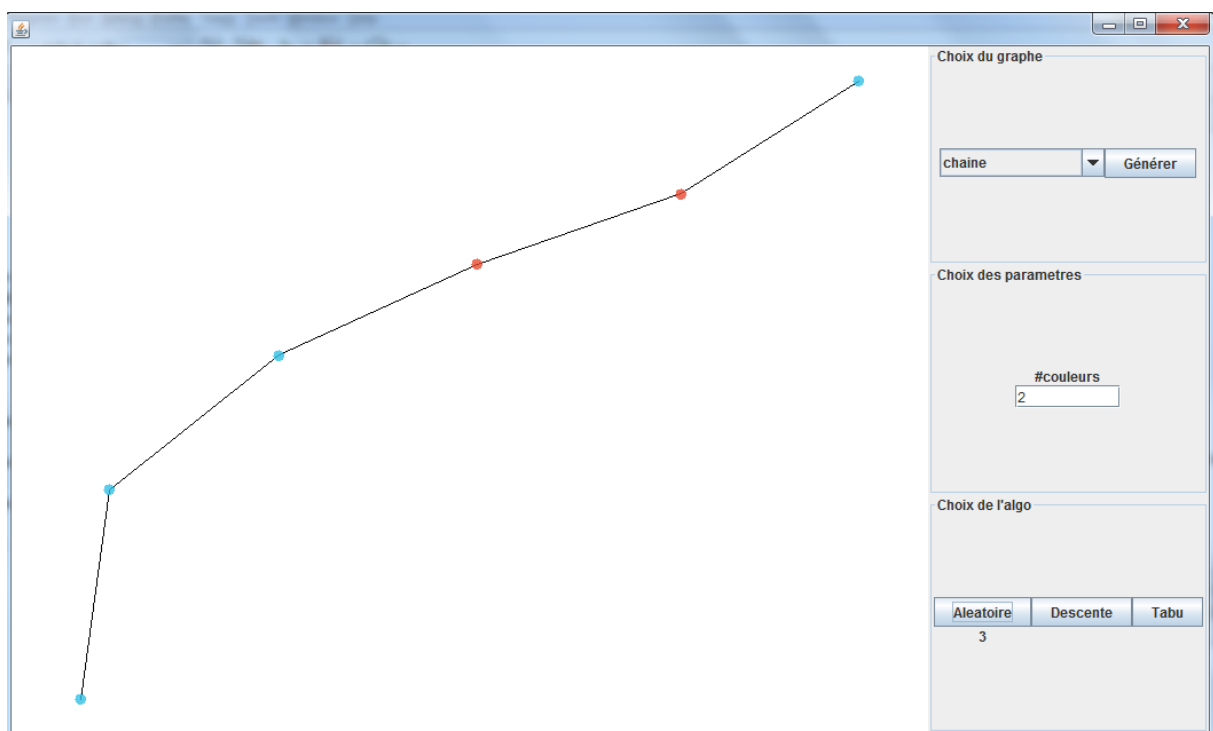 Choix du graphe
chaine
Générer
Choix des parametres
#couleurs
2
Choix de l'algo
Aleatoire Descente Tabu
3